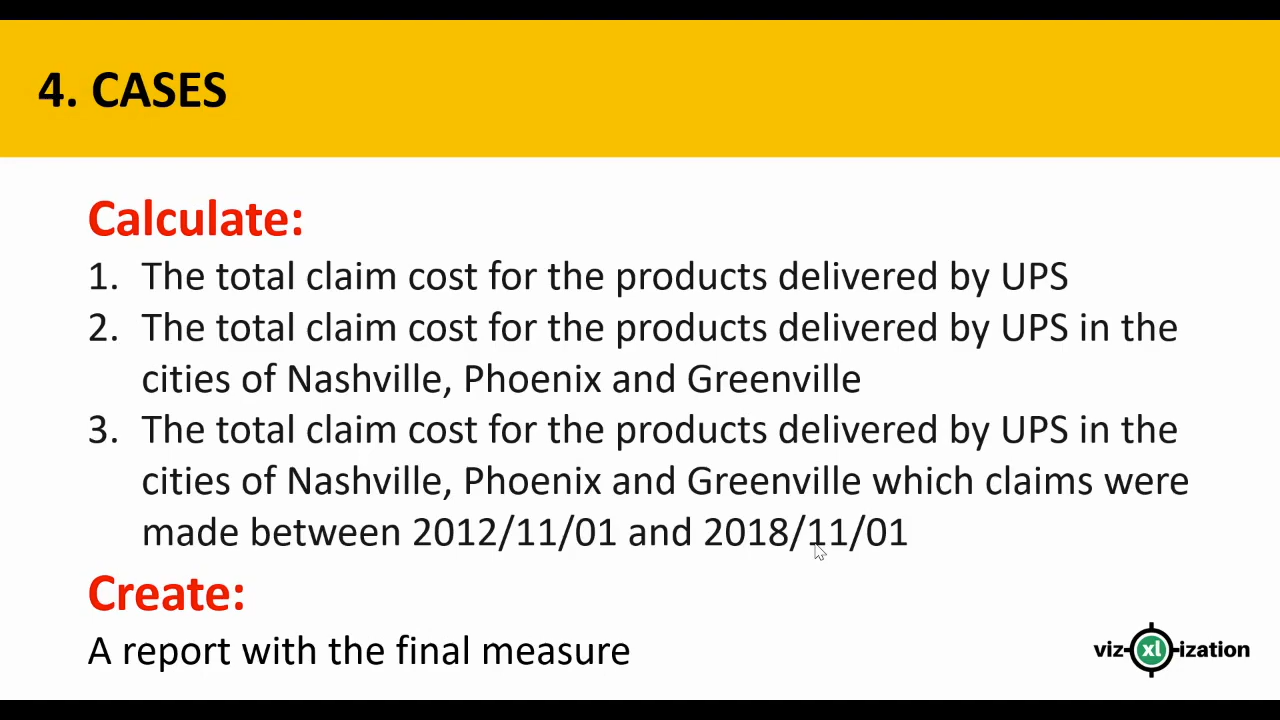 4. CASES
Calculate:
1. The total claim cost for the products delivered by UPS
2. The total claim cost for the products delivered by UPS in the
cities of Nashville, Phoenix and Greenville
3. The total claim cost for the products delivered by UPS in the
cities of Nashville, Phoenix and Greenville which claims were
made between 2012/11/01 and 2018/11/01
Create:
A report with the final measure
viz-xl-ization